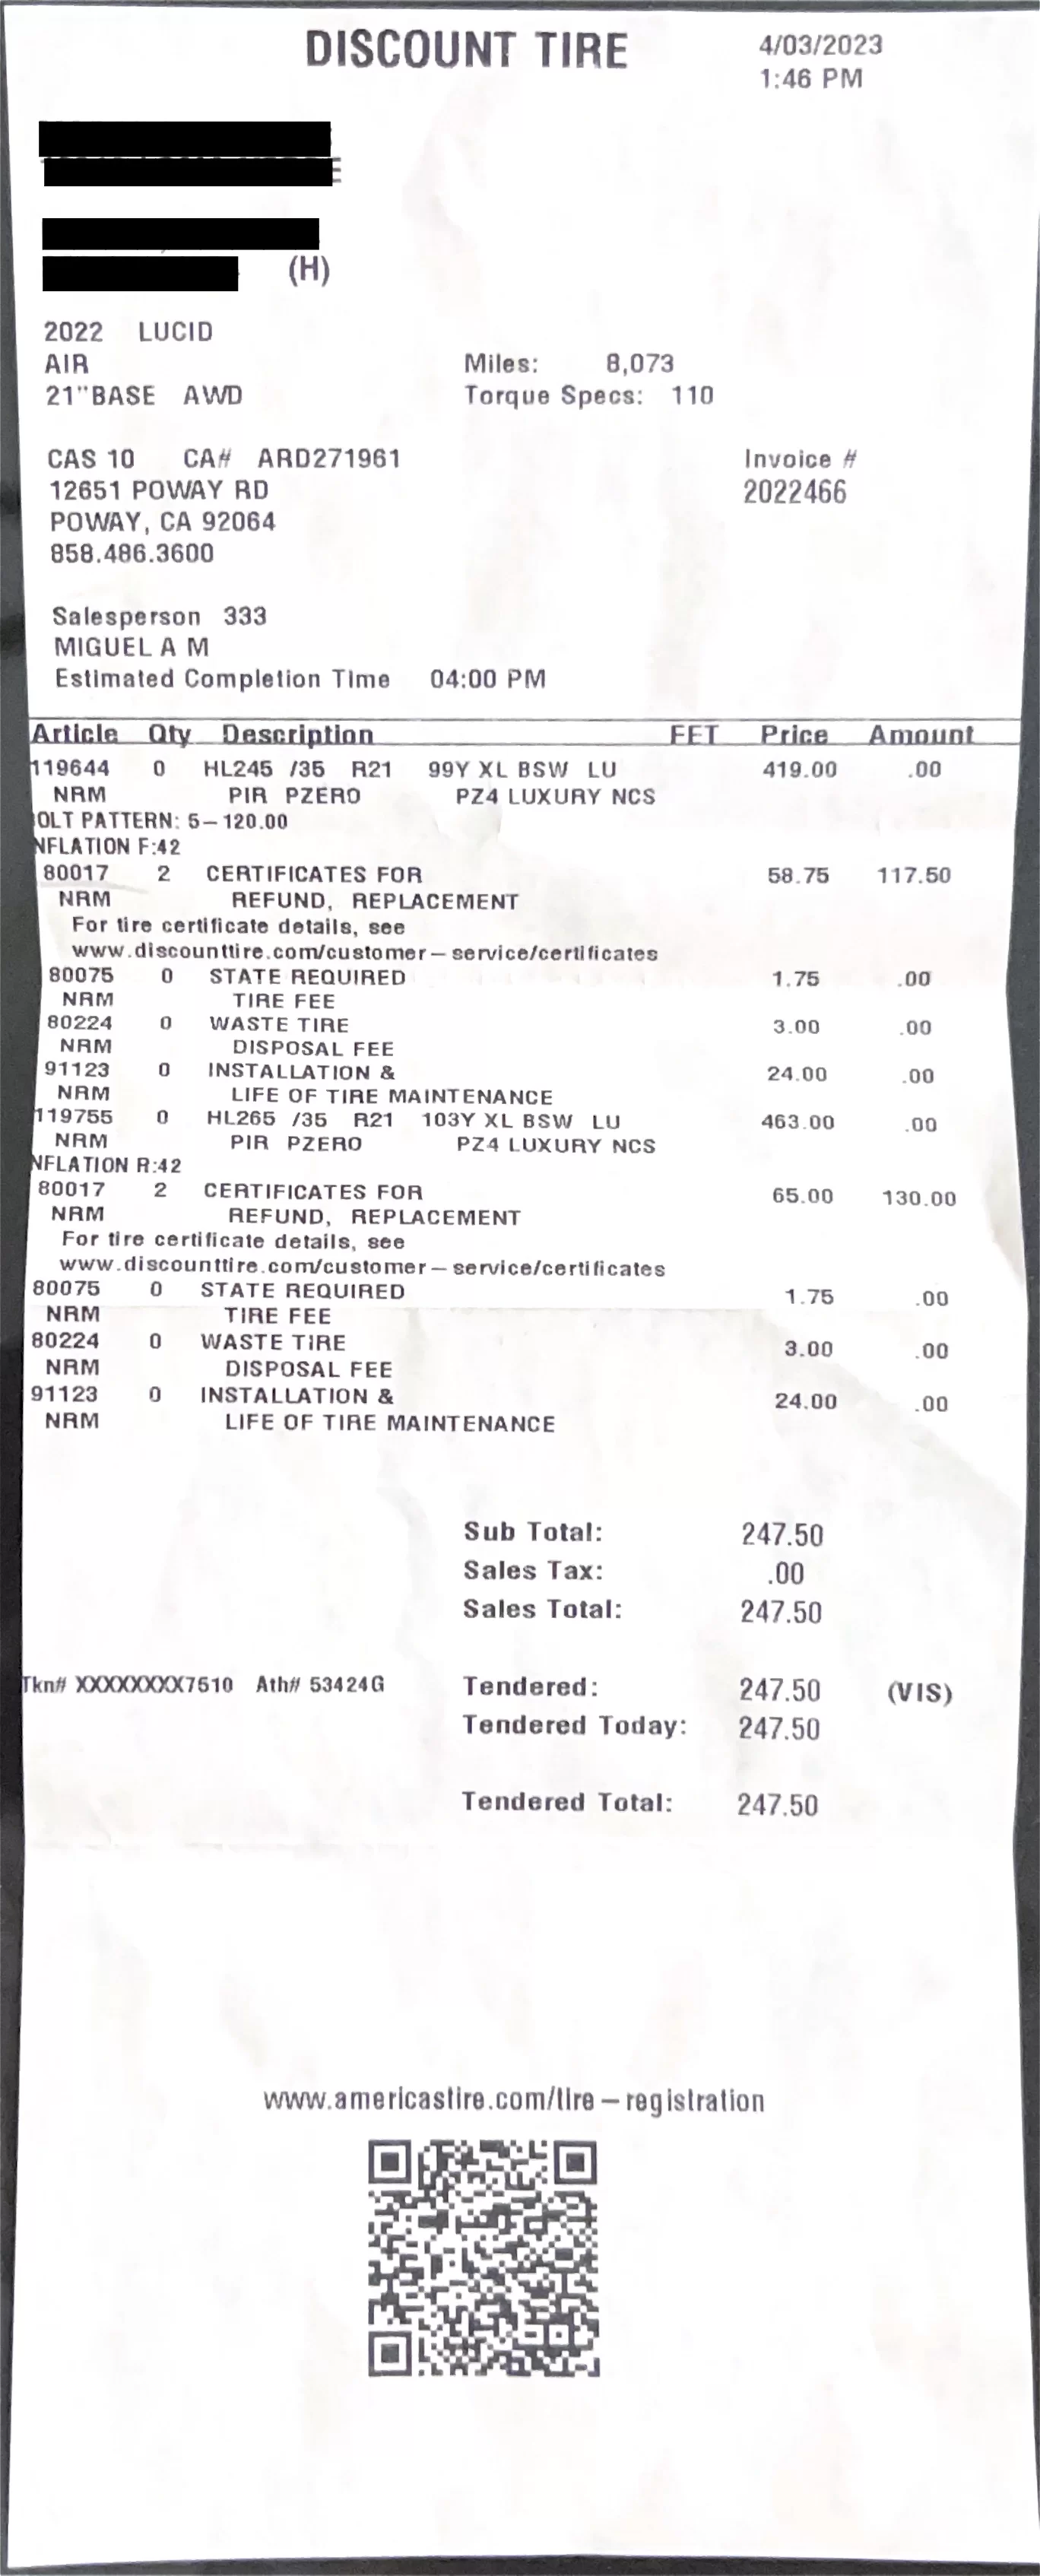 DISCOUNT TIRE
4/03/2023
1:46 PM
(H)
2022 LUCID
AIR Miles: 8,073
21"BASE AWD Torque Specs: 110
CAS 10 CA# ARD271961 Invoice #
12651 POWAY RD 2022466
POWAY, CA 92064
858.486.3600
Salesperson 333
MIGUEL A M
Estimated Completion Time 04:00 PM
Article Qty Description FET Price Amount
119644 0 HL245 /35 R21 99Y XL BSW LU 419.00 .00
NRM PIR PZERO PZ4 LUXURY NCS
OLT PATTERN: 5-120.00
NFLATION F:42
80017 2 CERTIFICATES FOR 58.75 117.50
NRM REFUND, REPLACEMENT
For tire certificate details, see
www.discounttire.com/customer-service/certificates
80075 0 STATE REQUIRED 1.75 .00
NRM TIRE FEE
80224 0 WASTE TIRE 3.00 .00
NRM DISPOSAL FEE
91123 0 INSTALLATION & 24.00 .00
NRM LIFE OF TIRE MAINTENANCE
119755 0 HL265 /35 R21 103Y XL BSW LU 463.00 .00
NRM PIR PZERO PZ4 LUXURY NCS
NFLATION R:42
80017 2 CERTIFICATES FOR 65.00 130.00
NRM REFUND, REPLACEMENT
For tire certificate details, see
www.discounttire.com/customer-service/certificates
80075 0 STATE REQUIRED 1.75 .00
NRM TIRE FEE
80224 0 WASTE TIRE 3.00 .00
NRM DISPOSAL FEE
91123 0 INSTALLATION & 24.00 .00
NRM LIFE OF TIRE MAINTENANCE
Sub Total: 247.50
Sales Tax: .00
Sales Total: 247.50
Tkn# XXXXXXXX7510 Ath# 53424G Tendered: 247.50 (VIS)
Tendered Today: 247.50
Tendered Total: 247.50
www.americastire.com/tire-registration